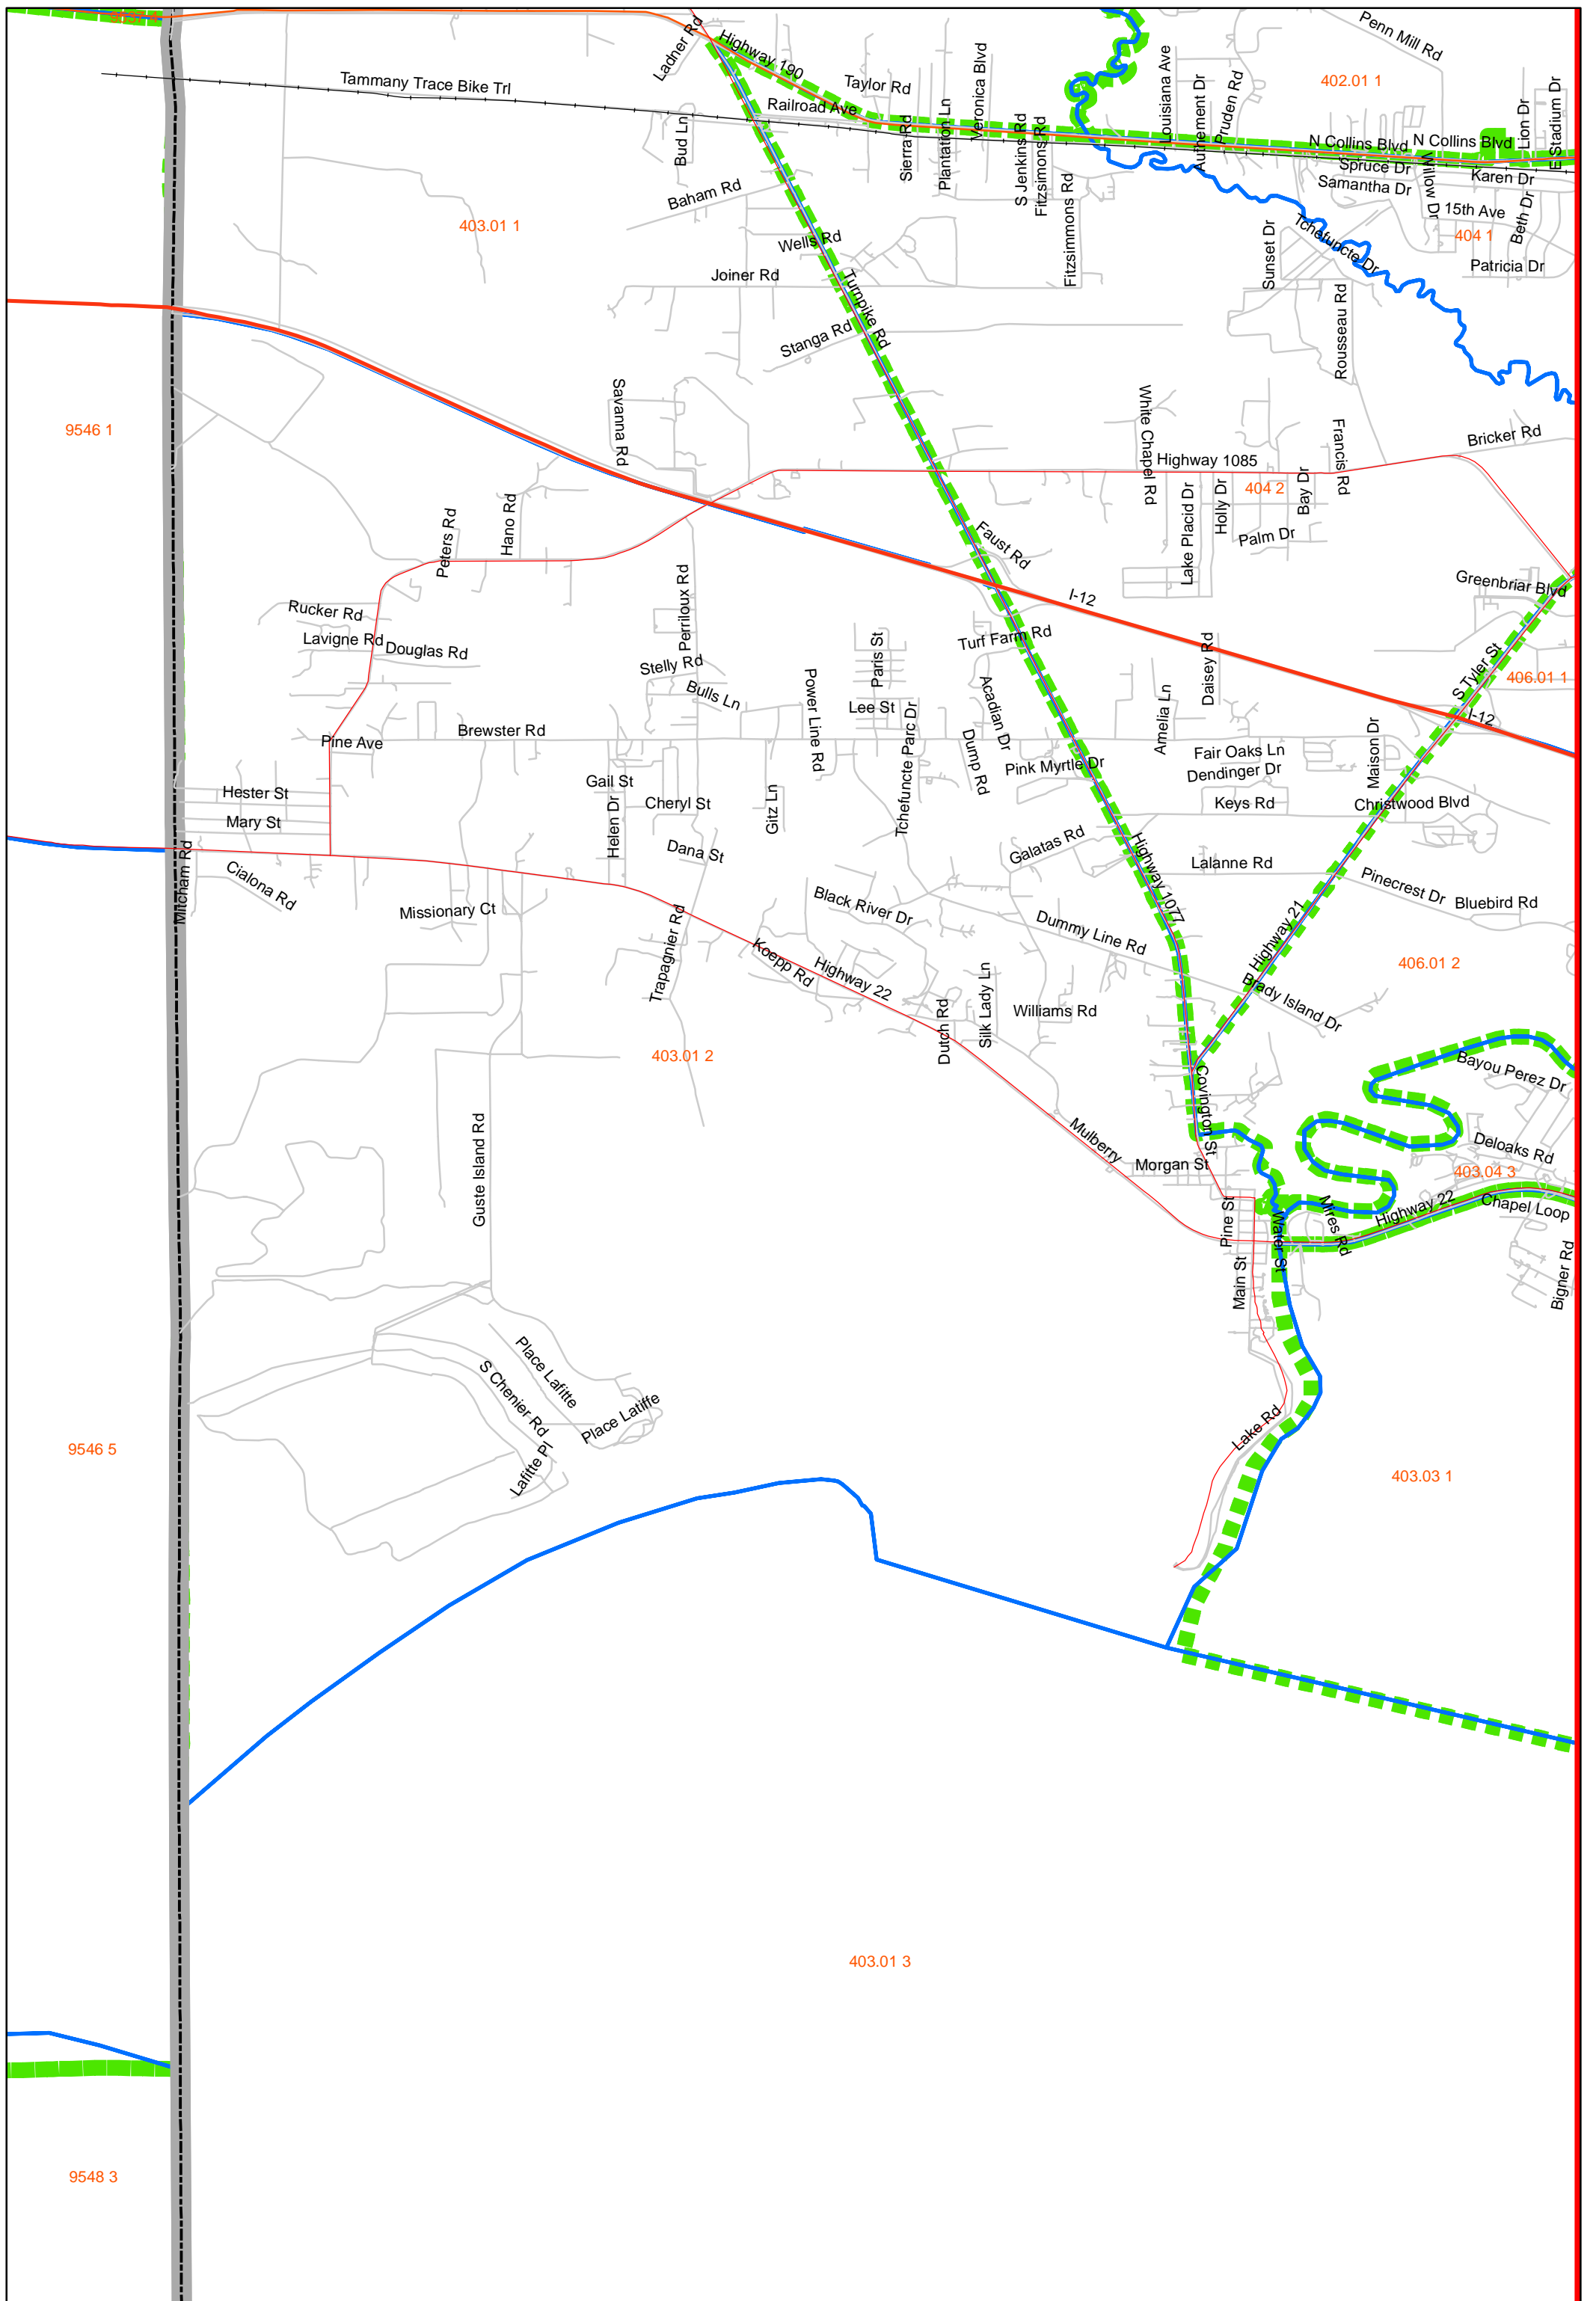 Ladner Rd
Highway 190
Penn Mill Rd
402.01 1
Tammany Trace Bike Trl
Taylor Rd
Veronica Blvd
Louisiana Ave
Authement Dr
Pruden Rd
Lion Dr
E Stadium Dr
Railroad Ave
Bud Ln
Sierra Rd
Plantation Ln
S Jenkins Rd
Fitzsimons Rd
N Collins Blvd
N Collins Blvd
Spruce Dr
Karen Dr
Samantha Dr
Willow Dr
Baham Rd
Fitzsimmons Rd
15th Ave
Beth Dr
403.01 1
Wells Rd
Sunset Dr
Tchefuncte Dr
404 1
Joiner Rd
Patricia Dr
Turnpike Rd
Stanga Rd
Rousseau Rd
Savanna Rd
White Chapel Rd
9546 1
Francis Rd
Bricker Rd
Highway 1085
404 2
Bay Dr
Hano Rd
Peters Rd
Lake Placid Dr
Holly Dr
Palm Dr
Faust Rd
Greenbriar Blvd
I-12
Perriloux Rd
Rucker Rd
Lavigne Rd
Douglas Rd
Turf Farm Rd
Paris St
Stelly Rd
Daisey Rd
S Tyler St
406.01 1
Bulls Ln
Power Line Rd
Lee St
Acadian Dr
Amelia Ln
I-12
Brewster Rd
Tchefuncte Parc Dr
Dump Rd
Maison Dr
Pine Ave
Fair Oaks Ln
Pink Myrtle Dr
Dendinger Dr
Gail St
Hester St
Cheryl St
Gitz Ln
Keys Rd
Christwood Blvd
Mary St
Helen Dr
Dana St
Galatas Rd
Highway 1077
Mitcham Rd
Cialona Rd
Lalanne Rd
Pinecrest Dr
Bluebird Rd
Missionary Ct
Black River Dr
Dummy Line Rd
Highway 21
Trapagnier Rd
Koepp Rd
Highway 22
406.01 2
Silk Lady Ln
Brady Island Dr
Williams Rd
Dutch Rd
403.01 2
Bayou Perez Dr
Covington St
Guste Island Rd
Mulberry
Deloaks Rd
Morgan St
403.04 3
Pine St
Water St
Mires Rd
Highway 22
Chapel Loop
Main St
Bigner Rd
Place Lafitte
S Chenier Rd
Place Latiffe
Lake Rd
9546 5
Lafitte Pl
403.03 1
403.01 3
9548 3